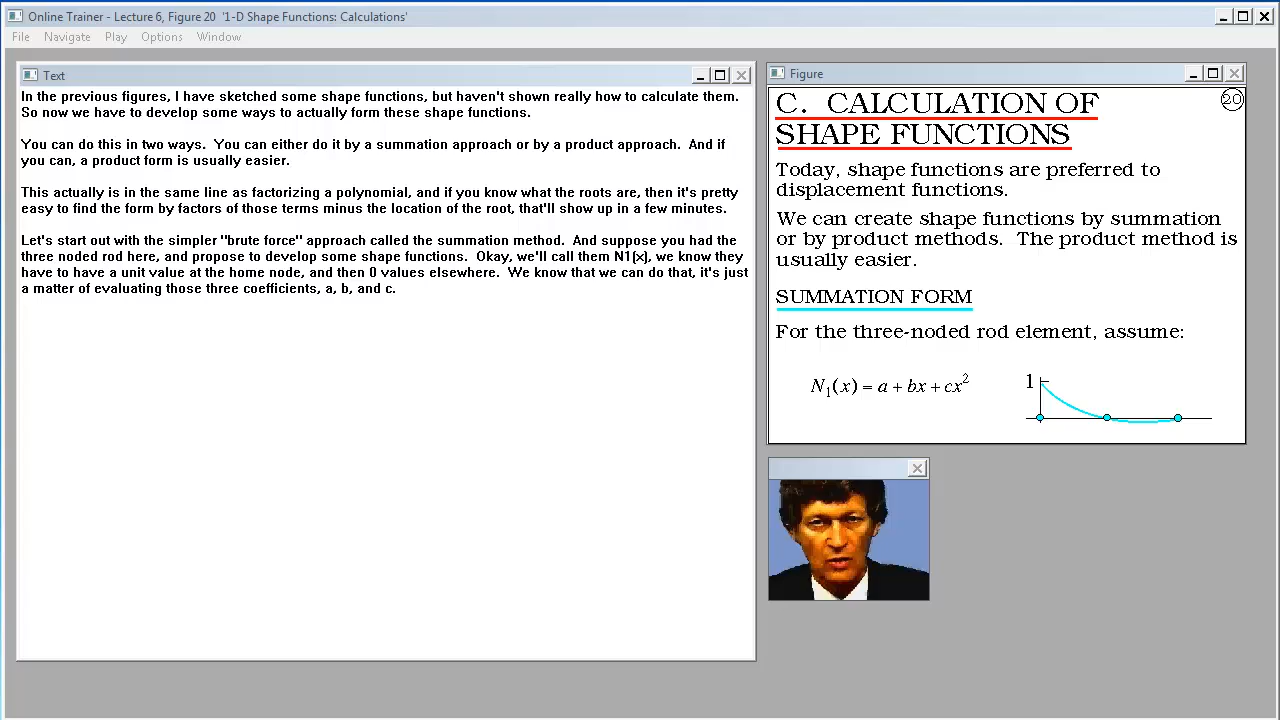 Online Trainer - Lecture 6, Figure 20 '1-D Shape Functions: Calculations'
File Navigate Play Options Window
Text
In the previous figures, I have sketched some shape functions, but haven't shown really how to calculate them.
So now we have to develop some ways to actually form these shape functions.
You can do this in two ways. You can either do it by a summation approach or by a product approach. And if
you can, a product form is usually easier.
This actually is in the same line as factorizing a polynomial, and if you know what the roots are, then it's pretty
easy to find the form by factors of those terms minus the location of the root, that'll show up in a few minutes.
Let's start out with the simpler "brute force" approach called the summation method. And suppose you had the
three noded rod here, and propose to develop some shape functions. Okay, we'll call them N1(x), we know they
have to have a unit value at the home node, and then 0 values elsewhere. We know that we can do that, it's just
a matter of evaluating those three coefficients, a, b, and c.
Figure
20
C. CALCULATION OF
SHAPE FUNCTIONS
Today, shape functions are preferred to
displacement functions.
We can create shape functions by summation
or by product methods. The product method is
usually easier.
SUMMATION FORM
For the three-noded rod element, assume:
N₁(x) = a + bx + cx²
1